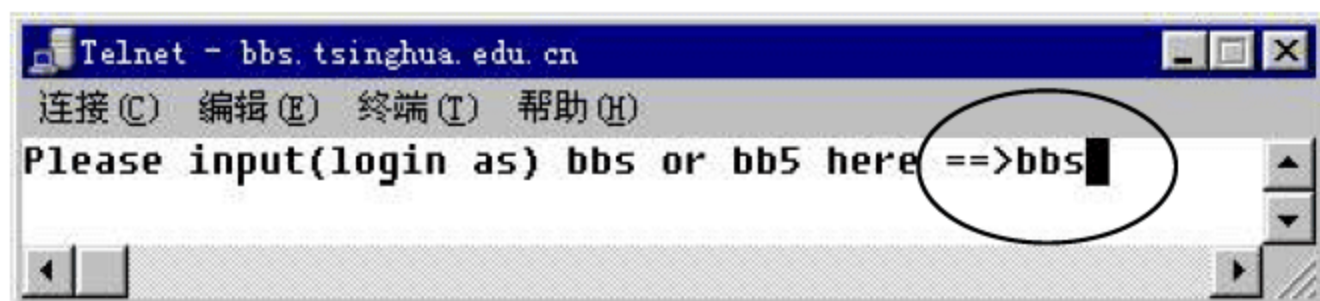 Telnet - bbs.tsinghua.edu.cn
连接(C) 编辑(E) 终端(T) 帮助(H)
Please input(login as) bbs or bb5 here ==>bbs